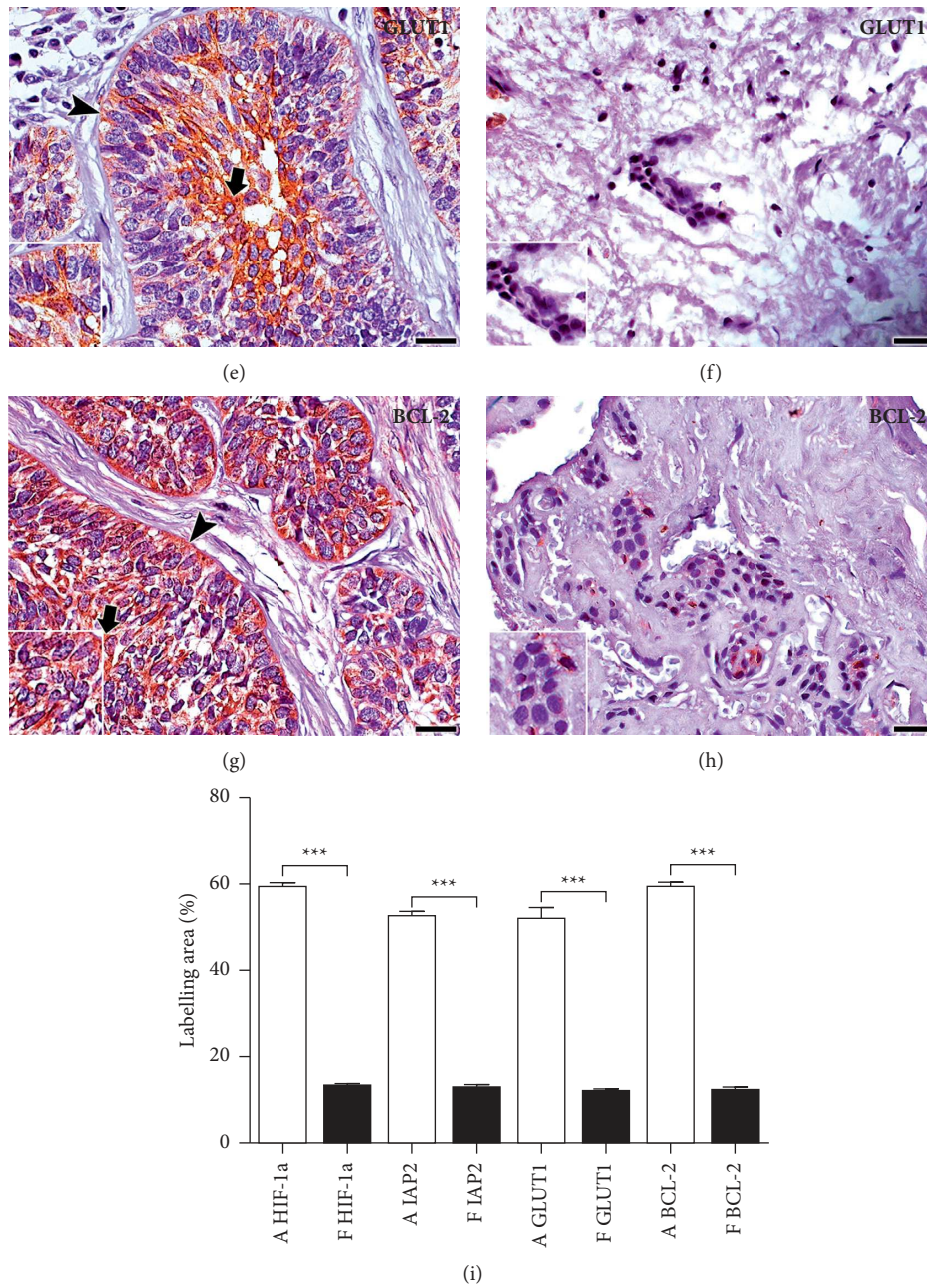 GLUT1
GLUT1
(e)
(f)
BCL-2
BCL-2
(g)
(h)
80
60
40
20
0
Labelling area (%)
***
***
***
***
A HIF-1a
F HIF-1a
A IAP2
F IAP2
A GLUT1
F GLUT1
A BCL-2
F BCL-2
(i)